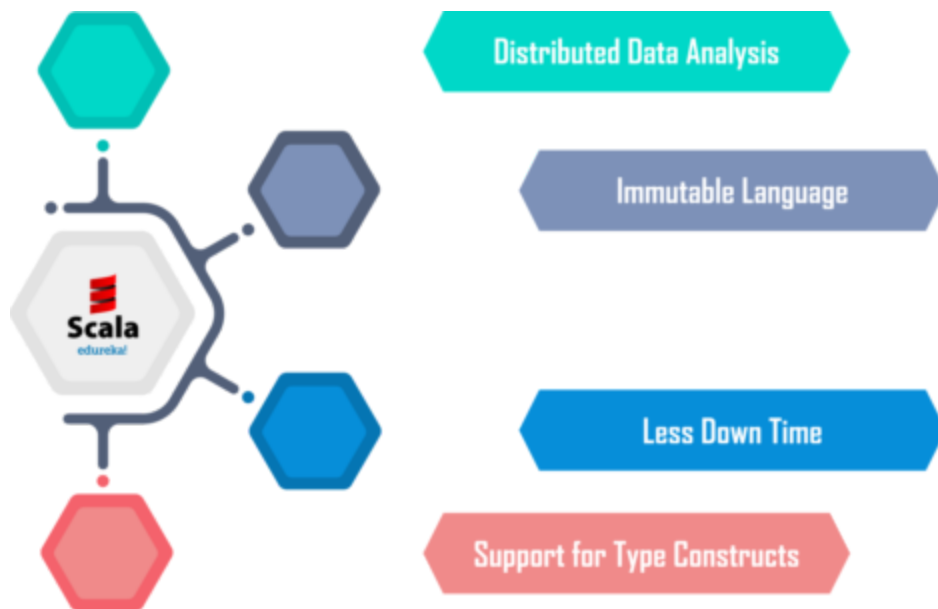 Distributed Data Analysis
Immutable Language
Scala
edureka!
Less Down Time
Support for Type Constructs